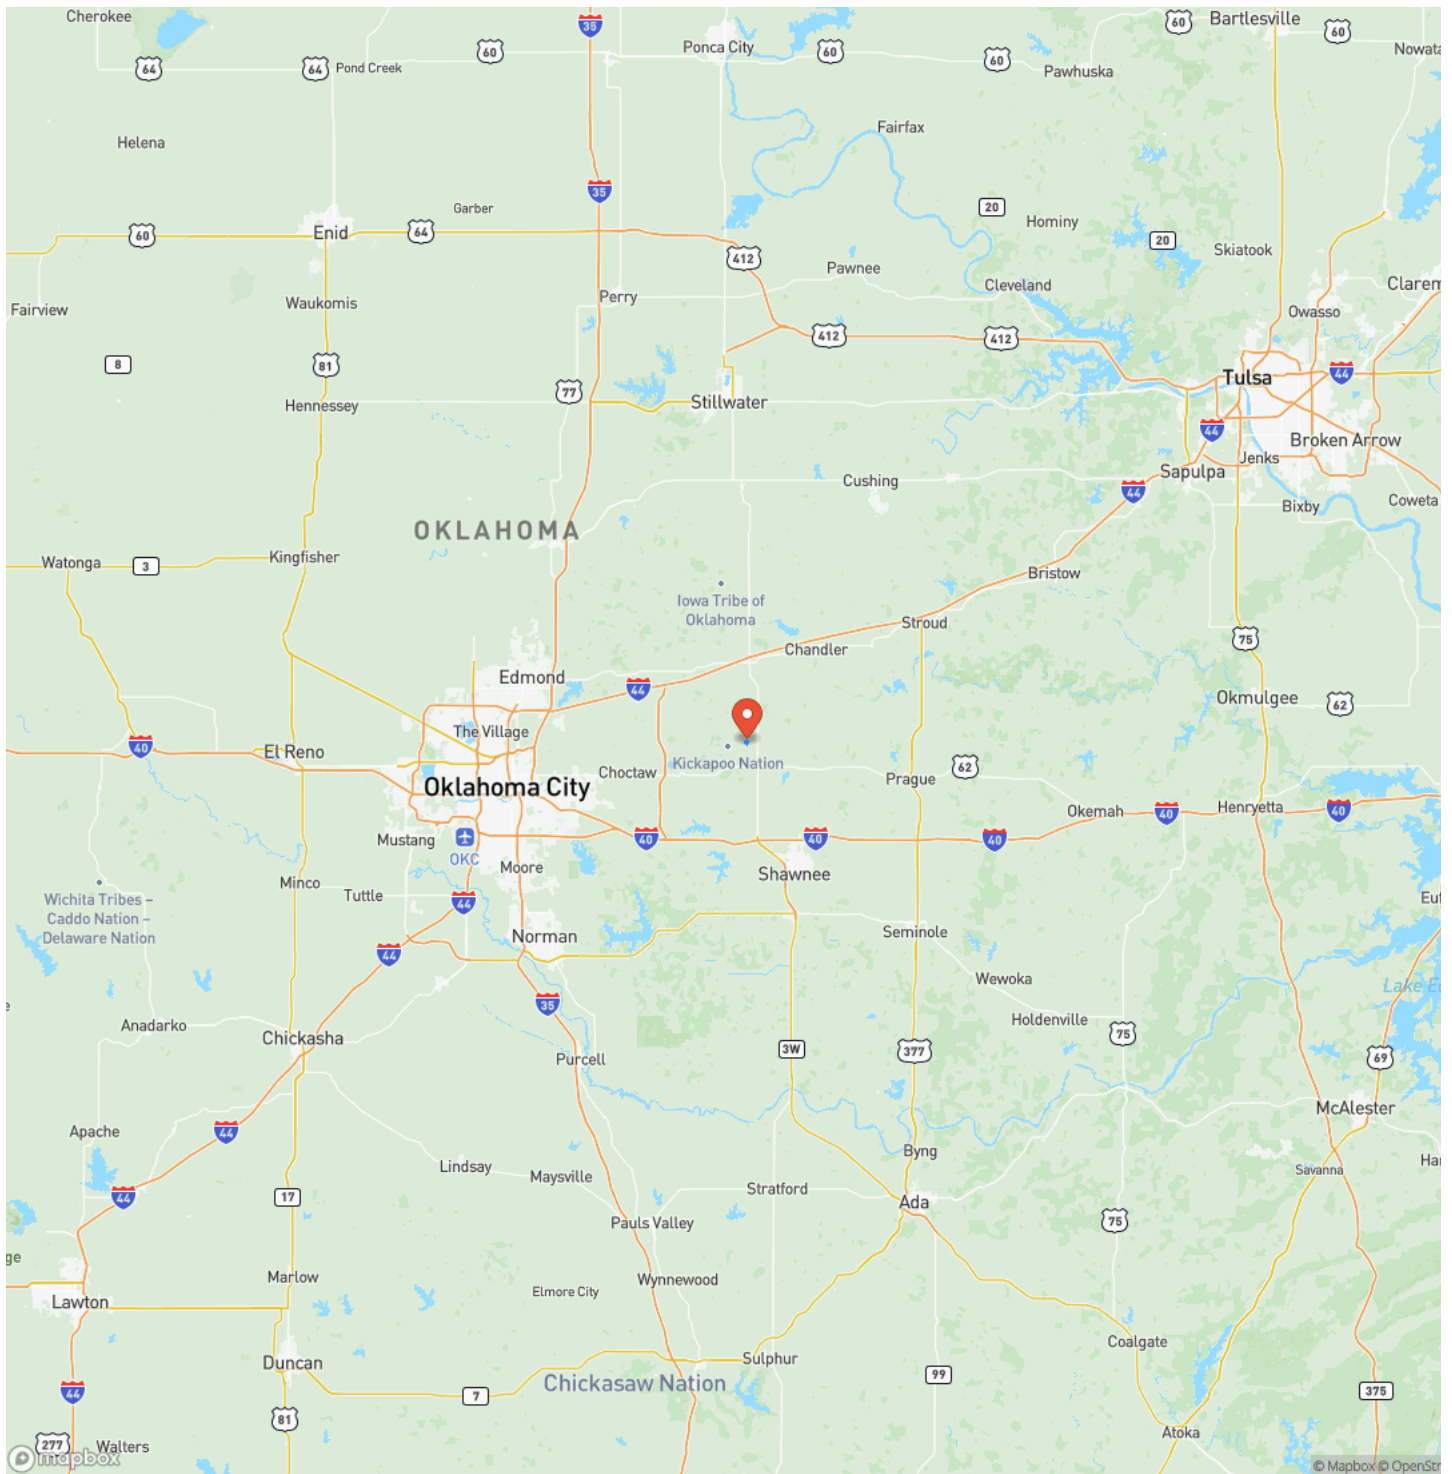 Cherokee
35
60
Bartlesville
60
64
64
Pond Creek
60
Ponca City
60
60
Nowata
Pawhuska
Helena
Fairfax
35
20
Garber
Hominy
60
Enid
64
20
Skiatook
412
Pawnee
Cleveland
Clarem
Fairview
Waukomis
Perry
Owasso
412
412
8
81
Tulsa
44
Hennessey
77
Stillwater
44
Broken Arrow
Jenks
Cushing
Sapulpa
44
Bixby
Coweta
OKLAHOMA
Watonga
3
Kingfisher
Bristow
Iowa Tribe of
Oklahoma
Stroud
75
Chandler
Edmond
44
Okmulgee
62
The Village
40
El Reno
Kickapoo Nation
Choctaw
Prague
62
Oklahoma City
Okemah
40
Henryetta
40
Mustang
OKC
40
40
40
Moore
Shawnee
Minco
Tuttle
44
Wichita Tribes –
Caddo Nation –
Delaware Nation
Euf
Norman
Seminole
44
Wewoka
Lake E
35
Anadarko
Chickasha
Holdenville
75
3W
377
69
Purcell
McAlester
Apache
44
Byng
Har
Lindsay
Maysville
Savanna
44
17
Stratford
Ada
Pauls Valley
75
ge
Marlow
Wynnewood
Elmore City
Lawton
Coalgate
Duncan
Sulphur
Chickasaw Nation
99
44
7
375
81
277
Walters
Atoka
mapbox
© Mapbox © OpenStr